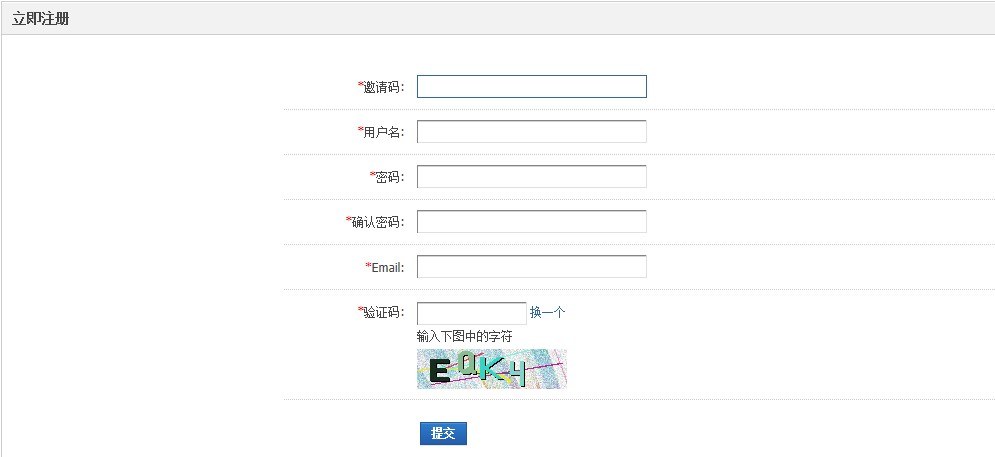 立即注册
*邀请码:
*用户名:
*密码:
*确认密码:
*Email:
*验证码: 换一个
输入下图中的字符
EQK4
提交